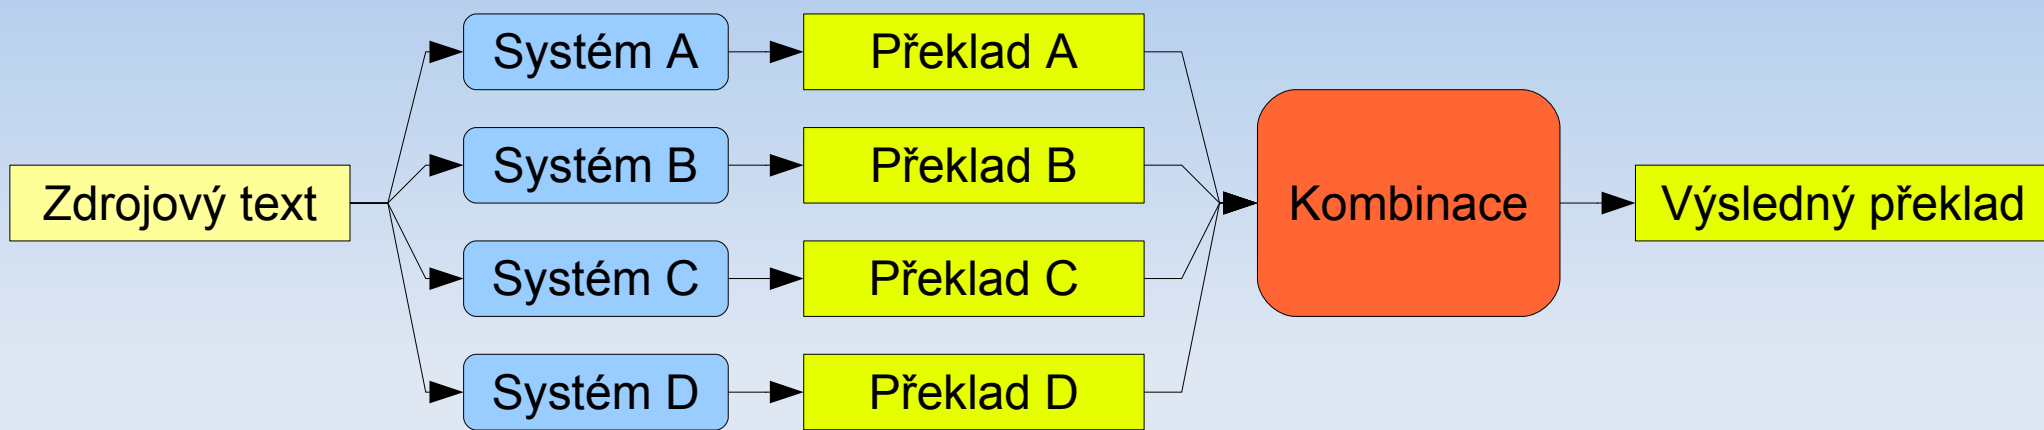 Zdrojový text
Systém A
Překlad A
Systém B
Překlad B
Systém C
Překlad C
Systém D
Překlad D
Kombinace
Výsledný překlad